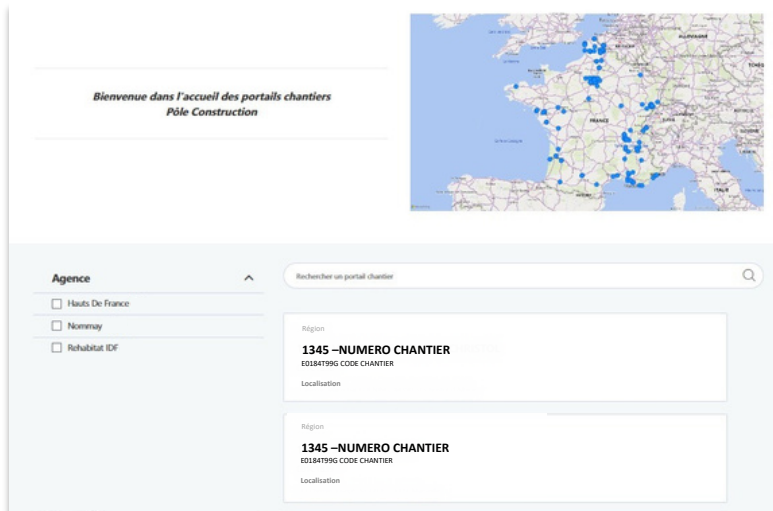 Bienvenue dans l'accueil des portails chantiers
Pôle Construction
ALLEMAGNE
FRANCE
ITALIE
Agence
Hauts De France
Nommay
Rehabitat IDF
Rechercher un portail chantier
Région
1345 –NUMERO CHANTIER
E0184T99G CODE CHANTIER
Localisation
Région
1345 –NUMERO CHANTIER
E0184T99G CODE CHANTIER
Localisation